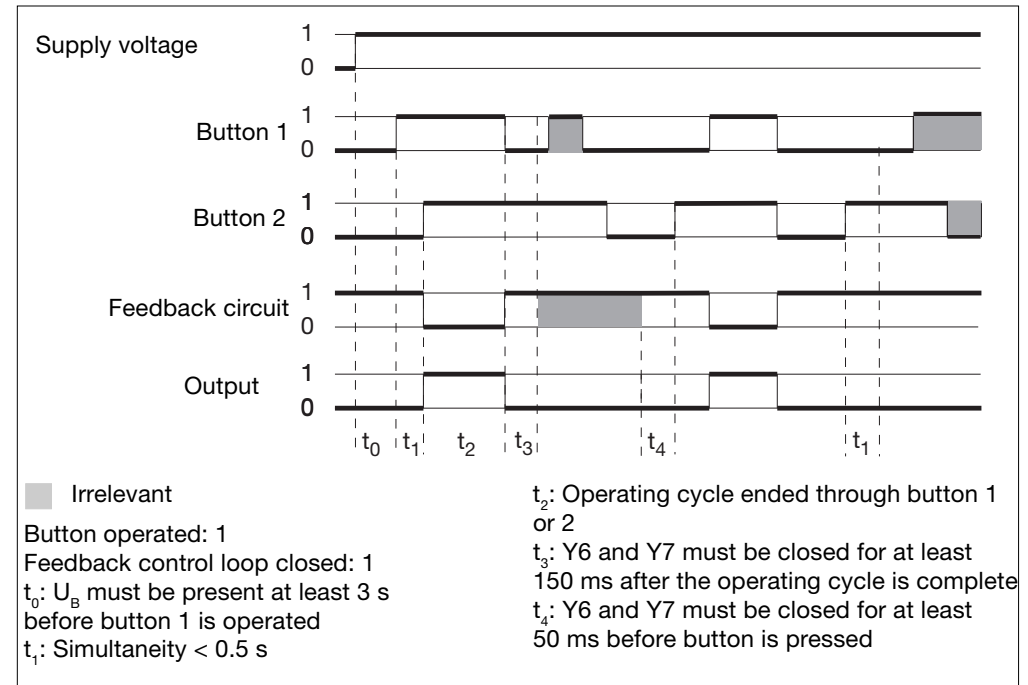 Supply voltage 1
0
Button 1 1
0
Button 2 1
0
Feedback circuit 1
0
Output 1
0
t0 t1 t2 t3 t4 t1
Irrelevant
Button operated: 1
Feedback control loop closed: 1
t0: UB must be present at least 3 s
before button 1 is operated
t1: Simultaneity < 0.5 s
t2: Operating cycle ended through button 1
or 2
t3: Y6 and Y7 must be closed for at least
150 ms after the operating cycle is complete
t4: Y6 and Y7 must be closed for at least
50 ms before button is pressed